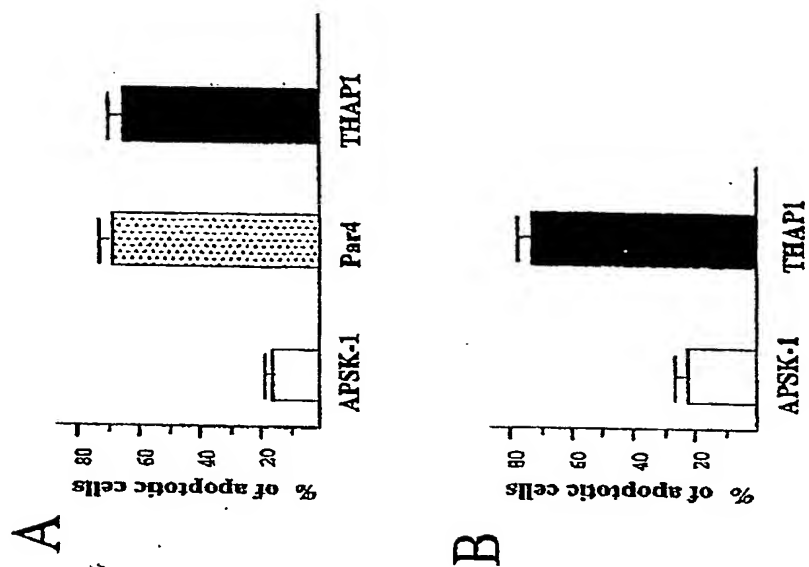 A
% of apoptotic cells
80
60
40
20
APSK-1
Par4
THAP1
B
% of apoptotic cells
80
60
40
20
APSK-1
THAP1